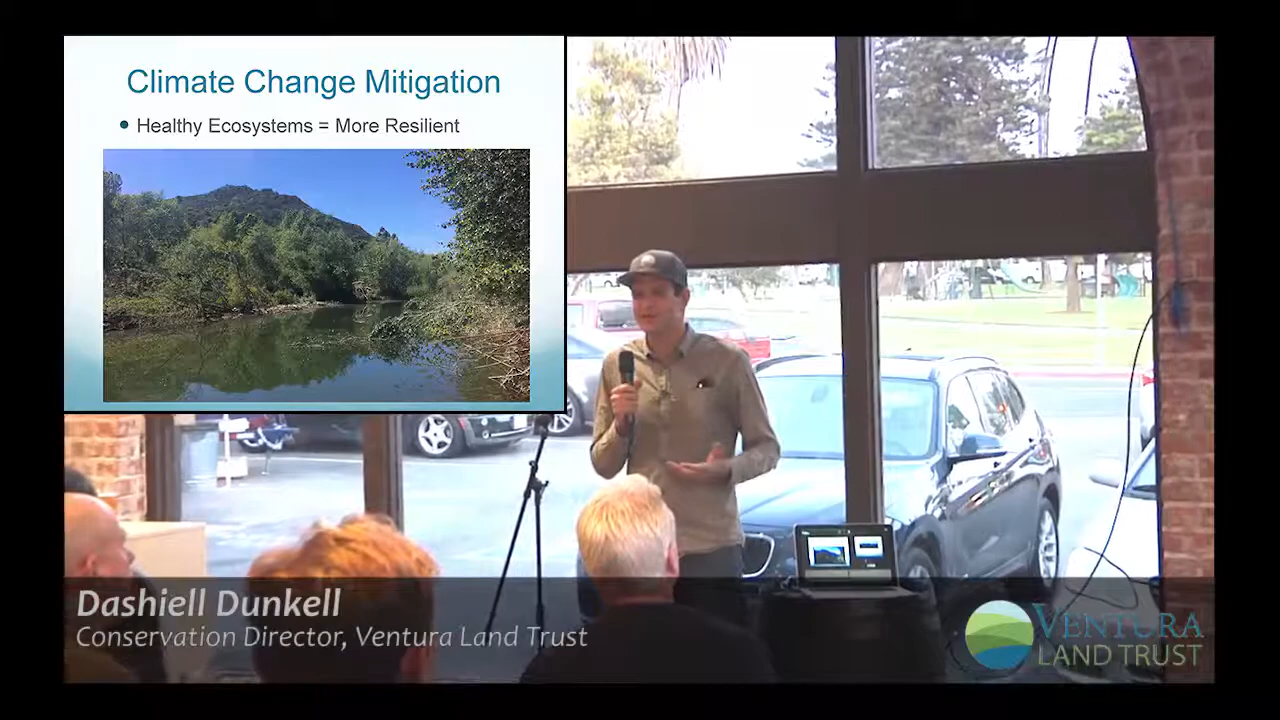 Climate Change Mitigation
• Healthy Ecosystems = More Resilient
Dashiell Dunkell
Conservation Director, Ventura Land Trust
VENTURA
LAND TRUST